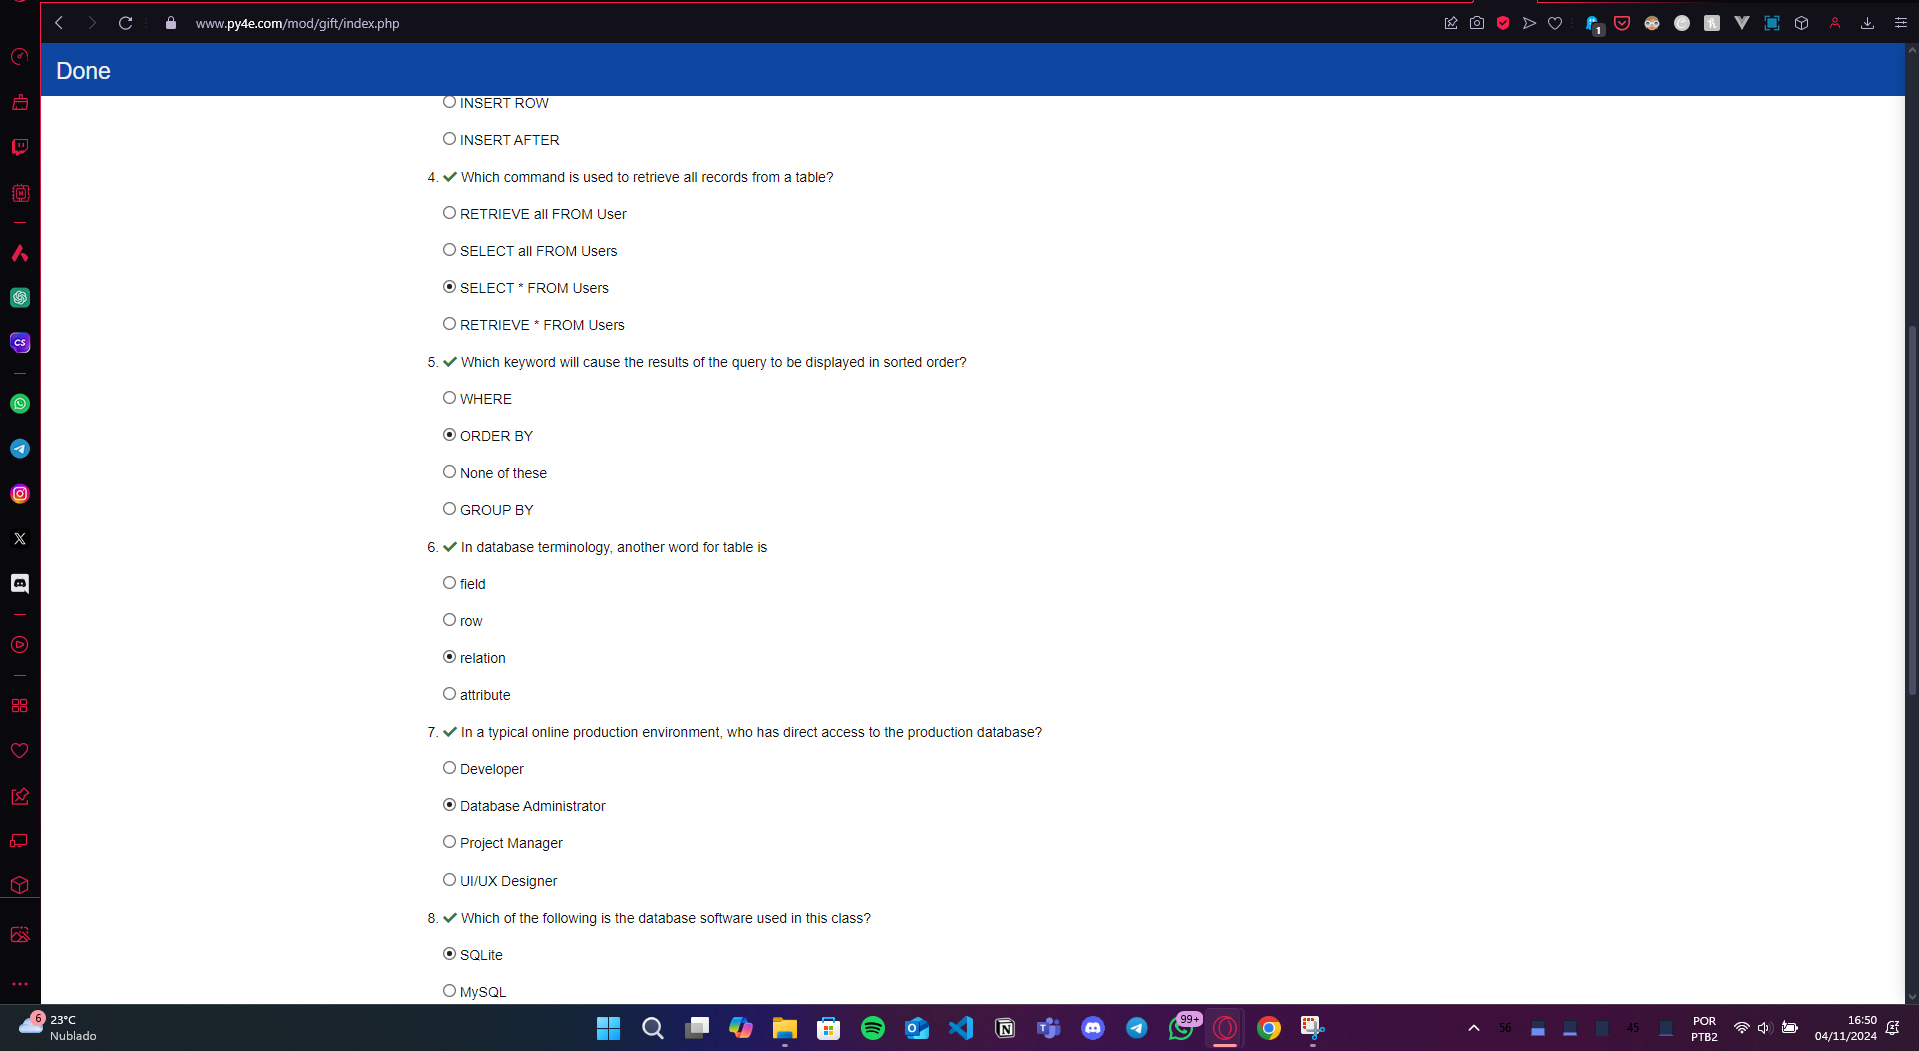 www.py4e.com/mod/gift/index.php
1
Done
INSERT ROW
INSERT AFTER
4. Which command is used to retrieve all records from a table?
RETRIEVE all FROM User
SELECT all FROM Users
SELECT * FROM Users
RETRIEVE * FROM Users
5. Which keyword will cause the results of the query to be displayed in sorted order?
WHERE
ORDER BY
None of these
GROUP BY
6. In database terminology, another word for table is
field
row
relation
attribute
7. In a typical online production environment, who has direct access to the production database?
Developer
Database Administrator
Project Manager
UI/UX Designer
8. Which of the following is the database software used in this class?
SQLite
MySQL
CS
6
23°C
Nublado
99+
56
45
POR
PTB2
16:50
04/11/2024